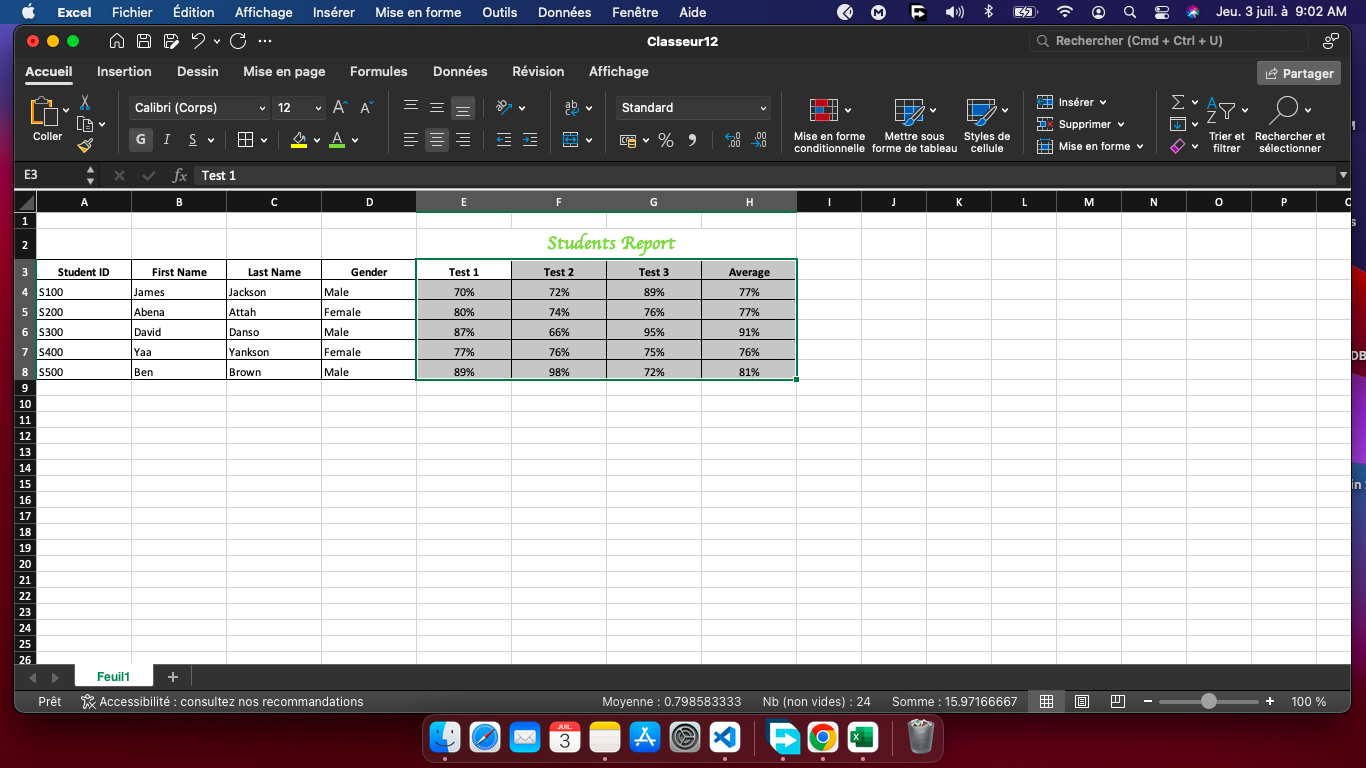 Excel Fichier Édition Affichage Insérer Mise en forme Outils Données Fenêtre Aide Jeu. 3 juil. à 9:02 AM
Classeur12 Rechercher (Cmd + Ctrl + U)
Accueil Insertion Dessin Mise en page Formules Données Révision Affichage Partager
Coller Calibri (Corps) 12 Standard
G I S
Mise en forme conditionnelle Mettre sous forme de tableau Styles de cellule
Insérer
Supprimer
Mise en forme
Trier et filtrer Rechercher et sélectionner
E3 fx Test 1
A B C D E F G H I J K L M N O P
1
2 Students Report
3 Student ID First Name Last Name Gender Test 1 Test 2 Test 3 Average
4 S100 James Jackson Male 70% 72% 89% 77%
5 S200 Abena Attah Female 80% 74% 76% 77%
6 S300 David Danso Male 87% 66% 95% 91%
7 S400 Yaa Yankson Female 77% 76% 75% 76%
8 S500 Ben Brown Male 89% 98% 72% 81%
9
10
11
12
13
14
15
16
17
18
19
20
21
22
23
24
25
26
Feuil1
Prêt Accessibilité : consultez nos recommandations Moyenne : 0.798583333 Nb (non vides) : 24 Somme : 15.97166667 100 %
JUIL. 3